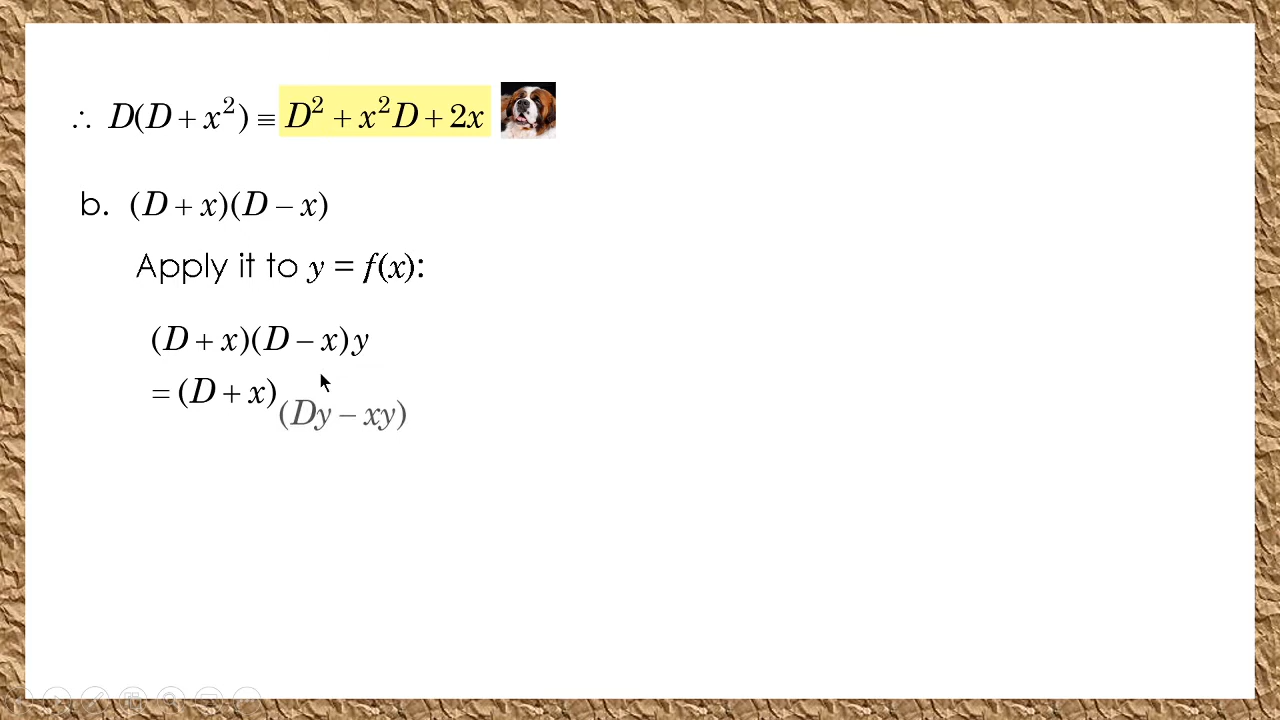 ∴ D(D + x²) ≡ D² + x²D + 2x
b. (D + x)(D − x)
Apply it to y = f(x):
(D + x)(D − x)y
= (D + x)(Dy − xy)